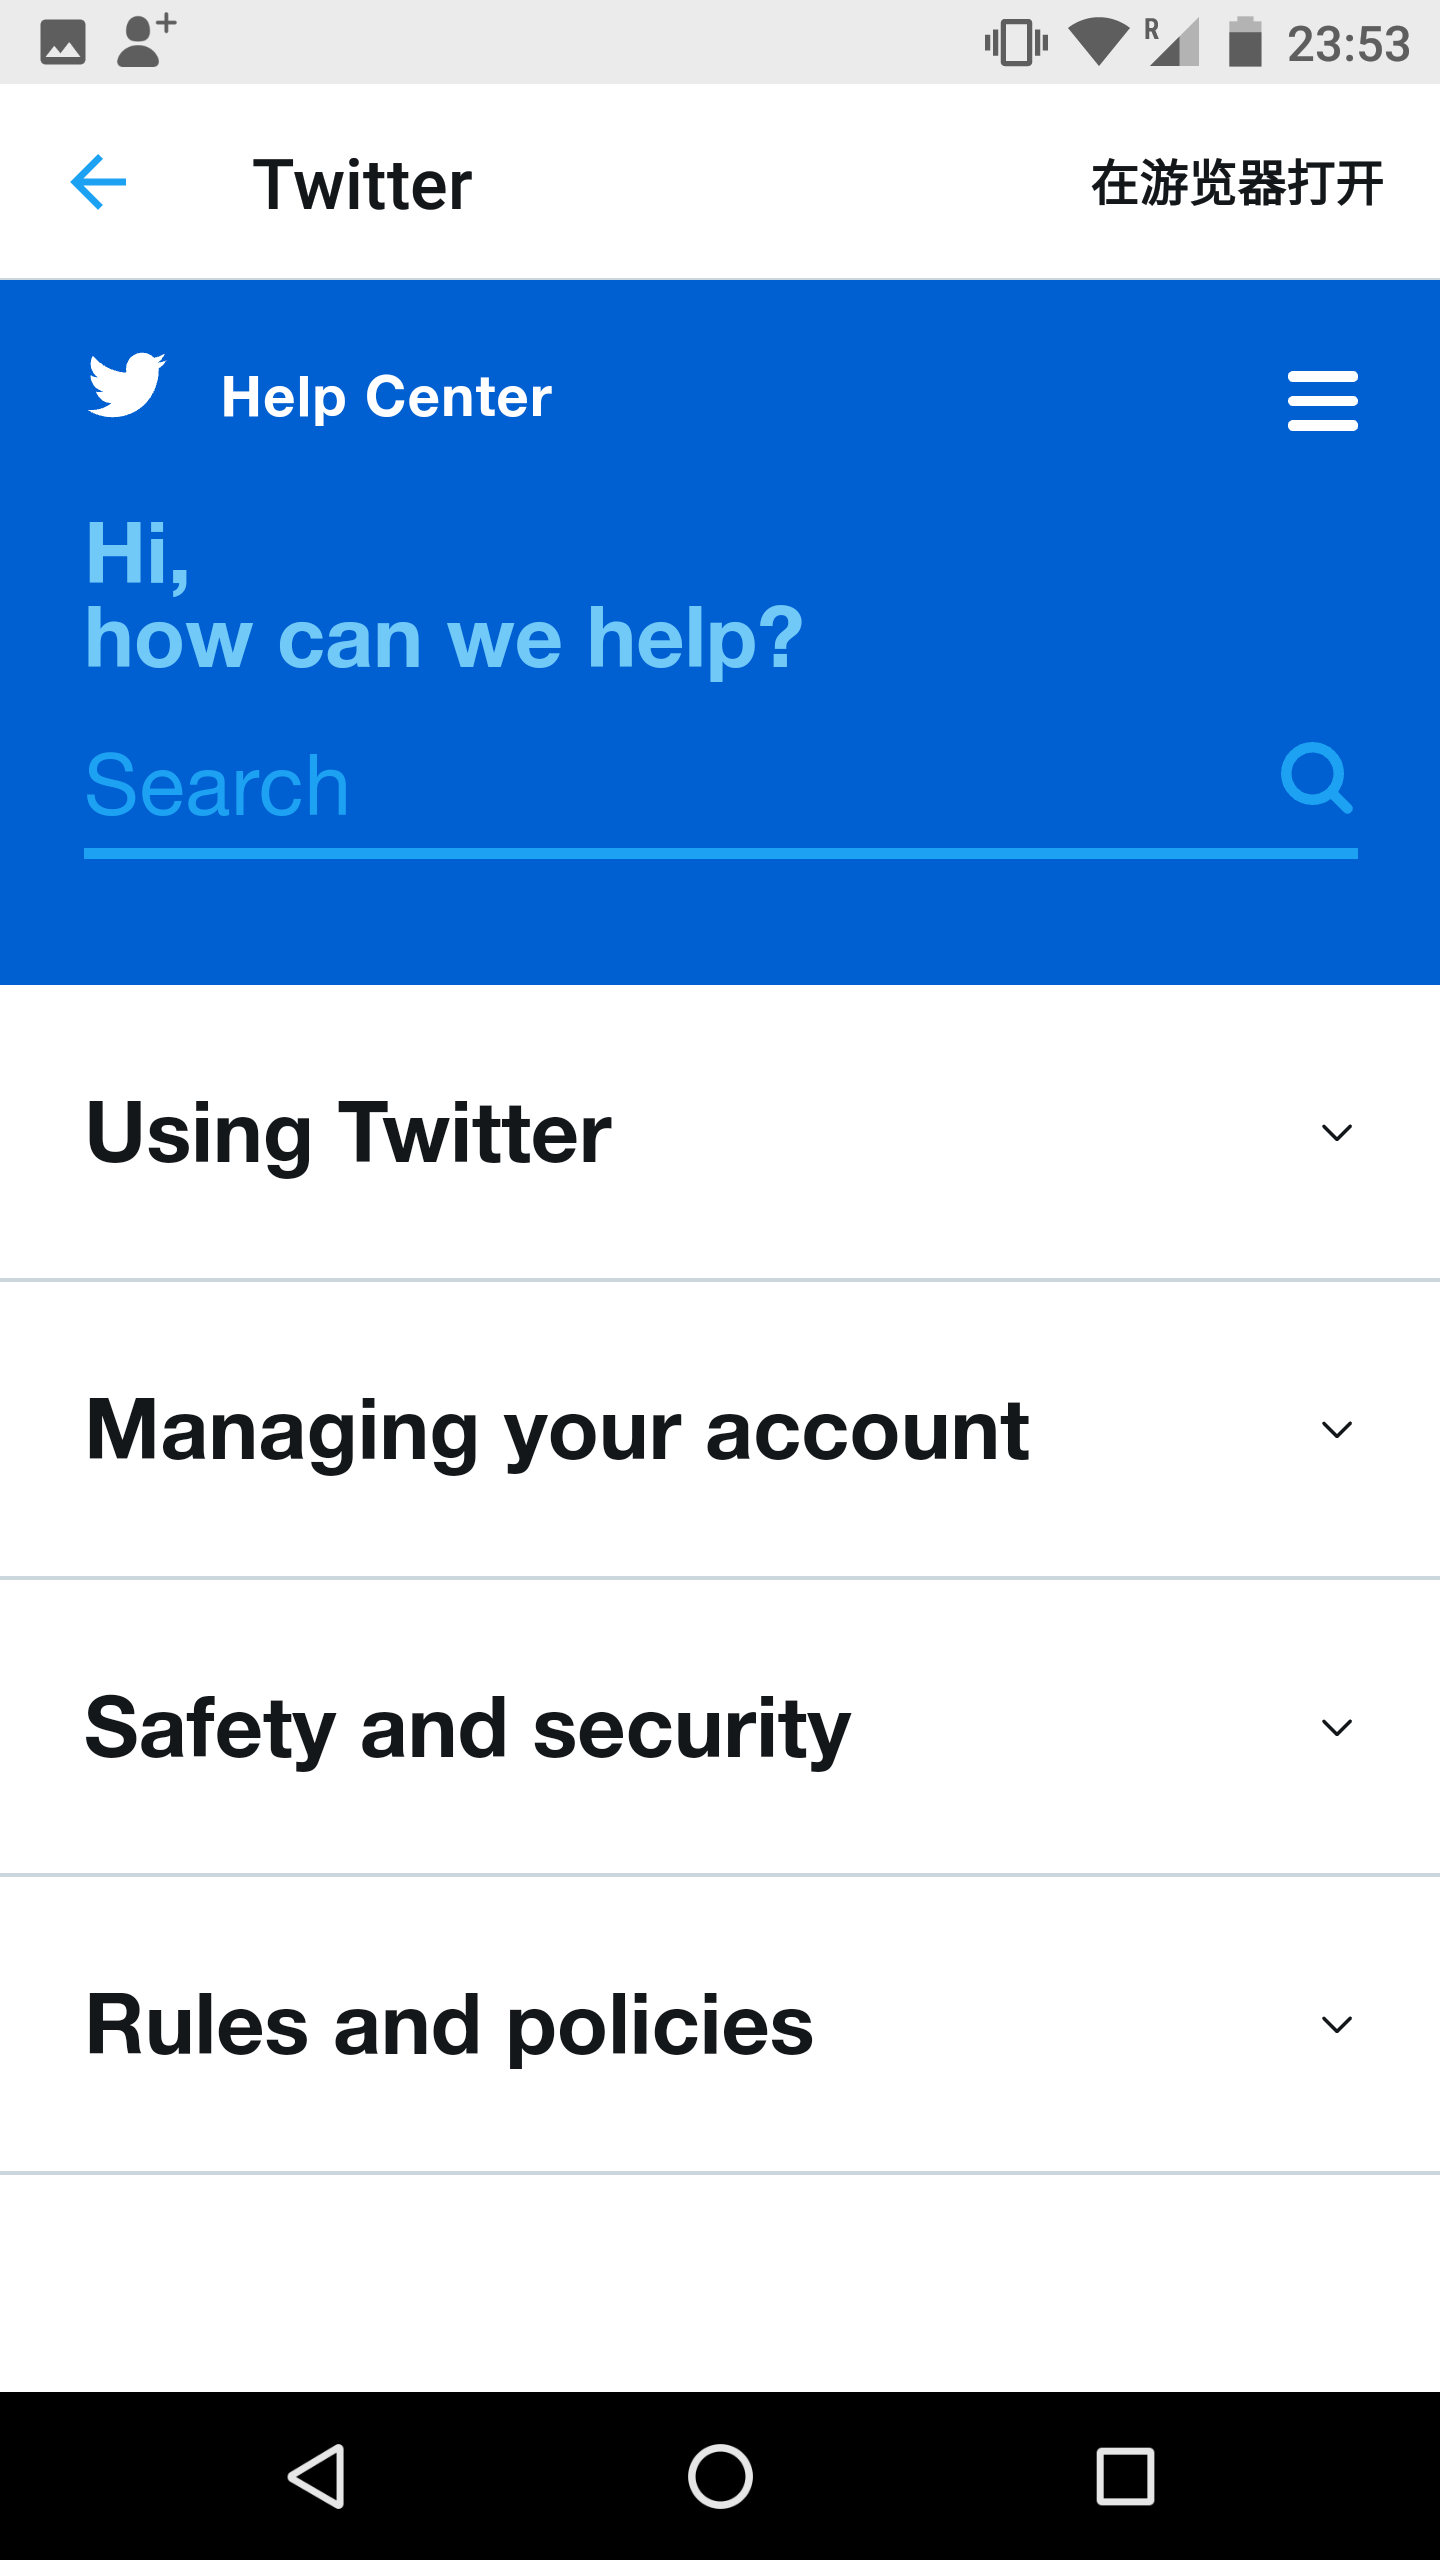 R
23:53
Twitter
在游览器打开
Help Center
Hi,
how can we help?
Search
Using Twitter
Managing your account
Safety and security
Rules and policies